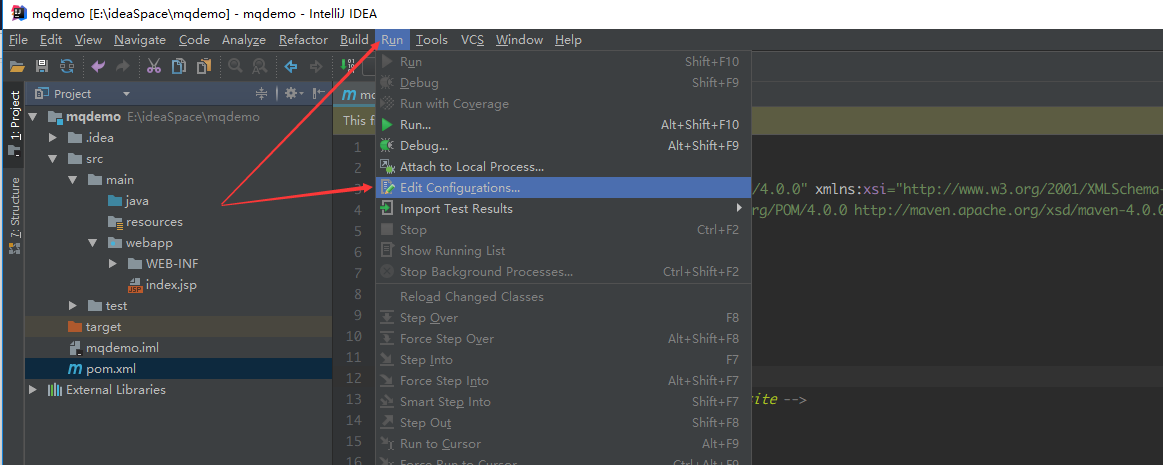 mqdemo [E:\ideaSpace\mqdemo] - mqdemo - IntelliJ IDEA
File Edit View Navigate Code Analyze Refactor Build Run Tools VCS Window Help
Project
1: Project
7: Structure
mqdemo E:\ideaSpace\mqdemo
.idea
src
main
java
resources
webapp
WEB-INF
index.jsp
test
target
mqdemo.iml
pom.xml
External Libraries
This f
1
2
3
4
5
6
7
8
9
10
11
12
13
14
15
16
Run Shift+F10
Debug Shift+F9
Run with Coverage
Run... Alt+Shift+F10
Debug... Alt+Shift+F9
Attach to Local Process...
Edit Configurations...
Import Test Results
Stop Ctrl+F2
Show Running List
Stop Background Processes... Ctrl+Shift+F2
Reload Changed Classes
Step Over F8
Force Step Over Alt+Shift+F8
Step Into F7
Force Step Into Alt+Shift+F7
Smart Step Into Shift+F7
Step Out Shift+F8
Run to Cursor Alt+F9
Force Run to Cursor Ctrl+Alt+F9
/4.0.0" xmlns:xsi="http://www.w3.org/2001/XMLSchema-
rg/POM/4.0.0 http://maven.apache.org/xsd/maven-4.0.0
ite -->